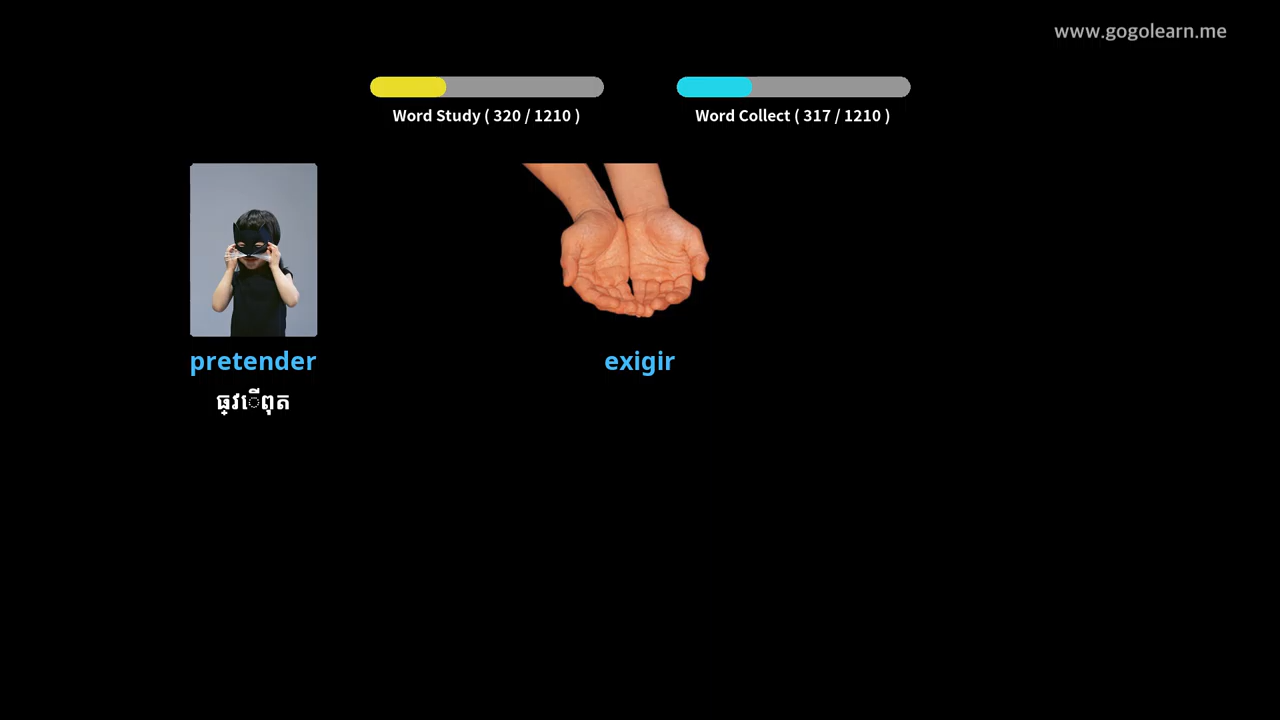 www.gogolearn.me
Word Study ( 320 / 1210 )
Word Collect ( 317 / 1210 )
pretender
exigir
ធ្វើពុត